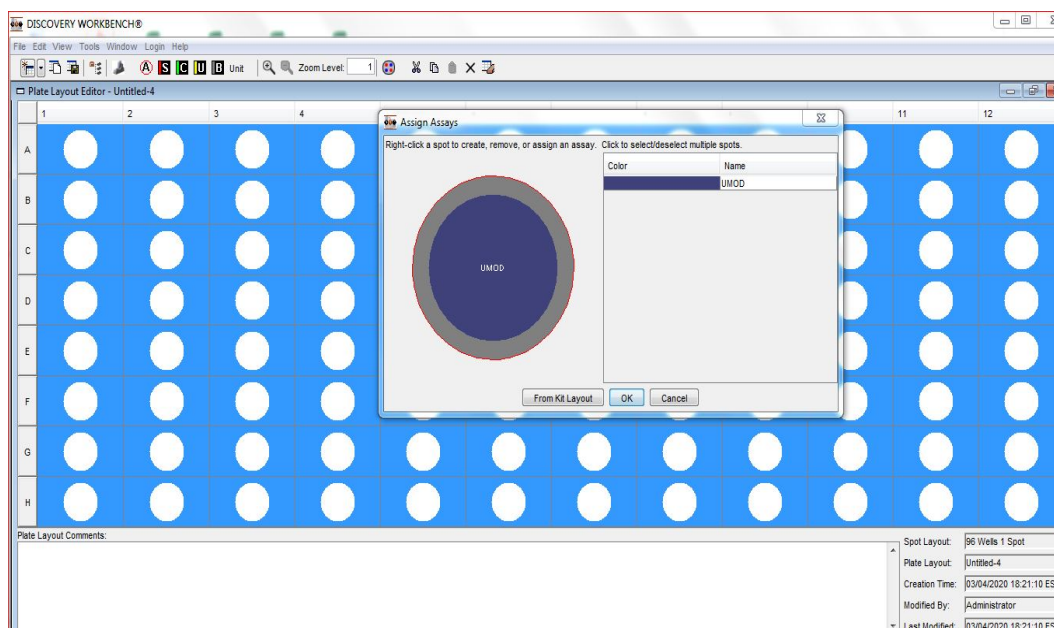 DISCOVERY WORKBENCH®
File Edit View Tools Window Login Help
A S C U B Unit Zoom Level: 1
Plate Layout Editor - Untitled-4
1 2 3 4 11 12
Assign Assays
Right-click a spot to create, remove, or assign an assay. Click to select/deselect multiple spots.
Color Name
UMOD
UMOD
A
B
C
D
E
F
From Kit Layout OK Cancel
G
H
Plate Layout Comments:
Spot Layout: 96 Wells 1 Spot
Plate Layout: Untitled-4
Creation Time: 03/04/2020 18:21:10 ES
Modified By: Administrator
Last Modified: 03/04/2020 18:21:10 ES